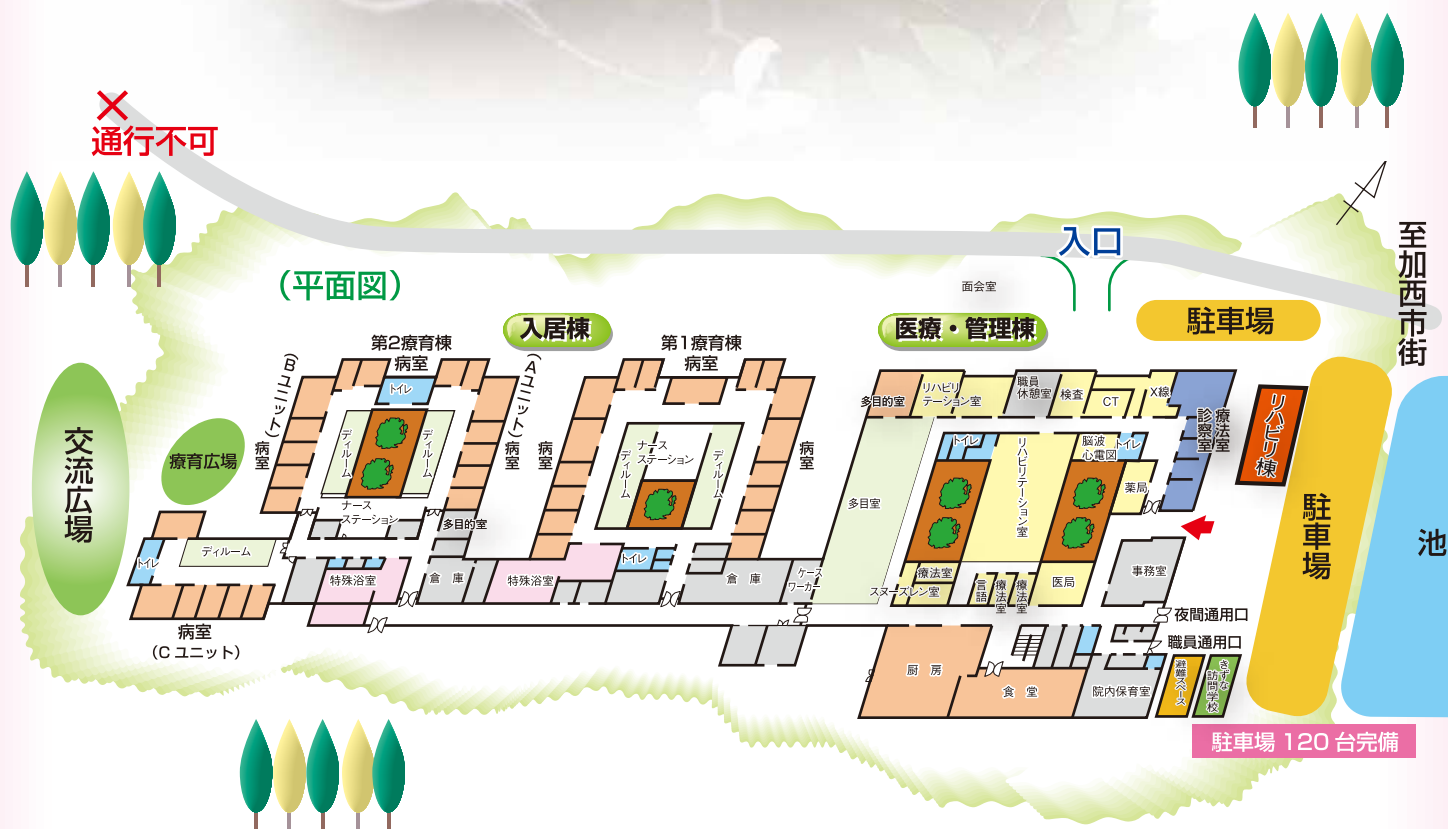 ×
通行不可
入口
至加西市街
(平面図)
面会室
駐車場
入居棟
医療・管理棟
第2療育棟
病室
第1療育棟
病室
(Bユニット)
病室
トイレ
(Aユニット)
病室
病室
病室
ディルーム
ディルーム
ナース
ステーション
ナース
ステーション
ディルーム
ディルーム
多目的室
リハビリ
テーション室
職員
休憩室
検査
CT
X線
療法室
診察室
リハビリ棟
駐車場
池
交流広場
療育広場
トイレ
リハビリテーション室
脳波
心電図
トイレ
薬局
多目室
多目的室
トイレ
ディルーム
特殊浴室
倉庫
特殊浴室
トイレ
倉庫
ケース
ワーカー
療法室
スヌーズレン室
言語
療法室
療法室
医局
事務室
病室
(Cユニット)
夜間通用口
職員通用口
厨房
食堂
院内保育室
避難スペース
きずな
訪問学校
駐車場 120 台完備